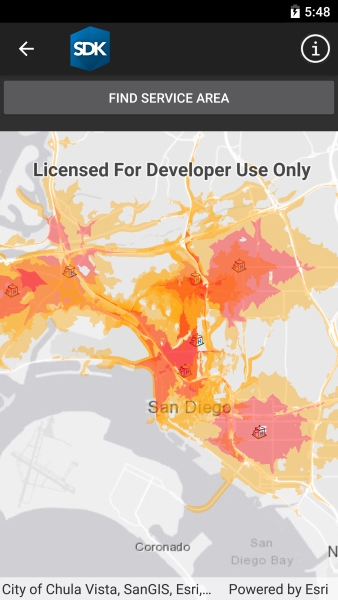 5:48
SDK
FIND SERVICE AREA
Licensed For Developer Use Only
San Diego
Coronado
San
Diego Bay
N
City of Chula Vista, SanGIS, Esri,... Powered by Esri